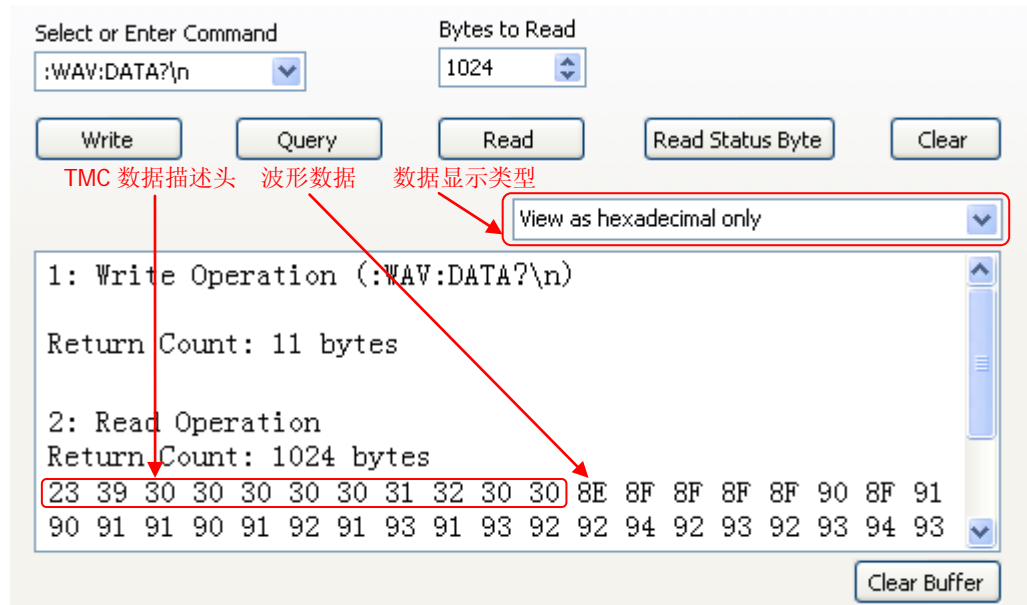 Select or Enter Command
Bytes to Read
:WAV:DATA?\n
1024
Write
Query
Read
Read Status Byte
Clear
TMC 数据描述头
波形数据
数据显示类型
View as hexadecimal only
1: Write Operation (:WAV:DATA?\n)
Return Count: 11 bytes
2: Read Operation
Return Count: 1024 bytes
23 39 30 30 30 30 30 31 32 30 30 8E 8F 8F 8F 8F 90 8F 91
90 91 91 90 91 92 91 93 91 93 92 92 94 92 93 92 93 94 93
Clear Buffer